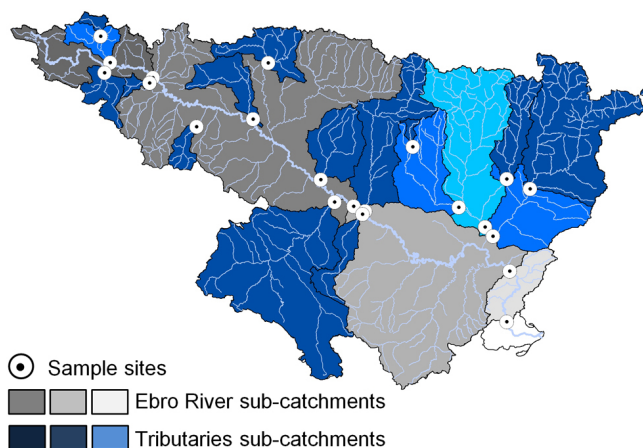 Sample sites
Ebro River sub-catchments
Tributaries sub-catchments